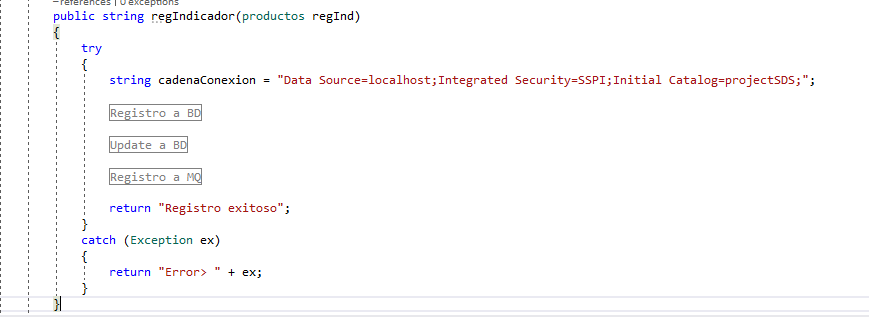 –references | 0 exceptions
public string regIndicador(productos regInd)
{
try
{
string cadenaConexion = "Data Source=localhost;Integrated Security=SSPI;Initial Catalog=projectSDS;";
Registro a BD
Update a BD
Registro a MQ
return "Registro exitoso";
}
catch (Exception ex)
{
return "Error> " + ex;
}
}